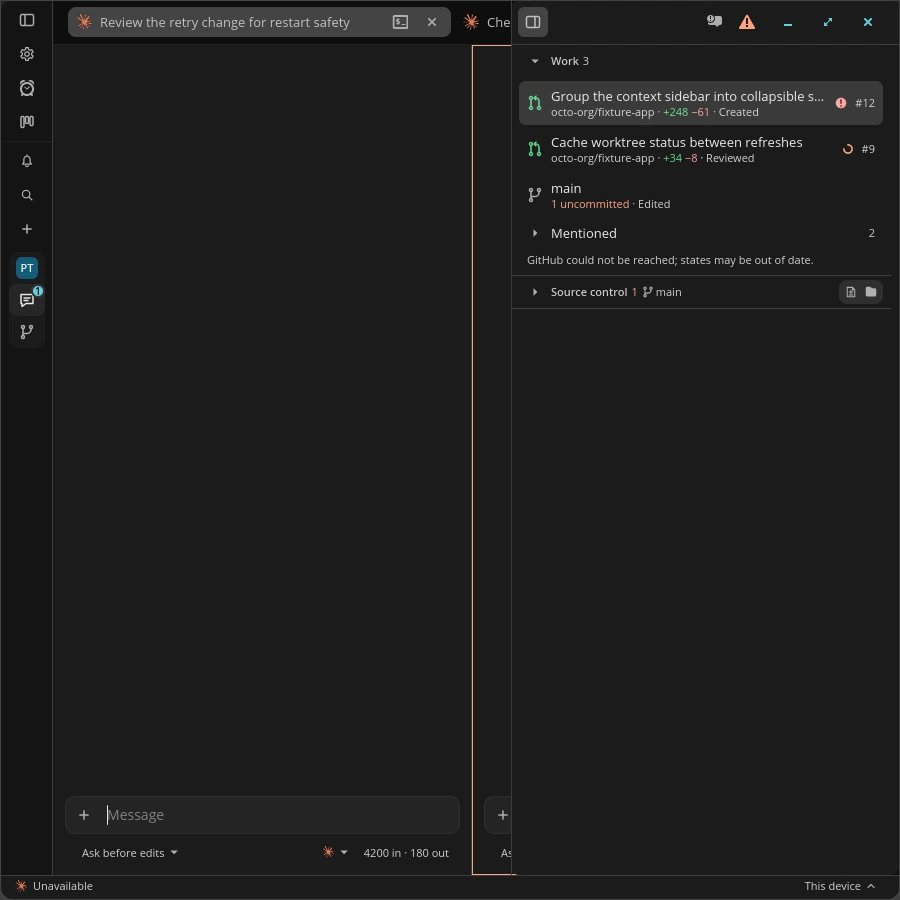 Review the retry change for restart safety
Che
Work 3
Group the context sidebar into collapsible s...
#12
octo-org/fixture-app · +248 −61 · Created
Cache worktree status between refreshes
#9
octo-org/fixture-app · +34 −8 · Reviewed
main
1 uncommitted · Edited
Mentioned
2
GitHub could not be reached; states may be out of date.
Source control 1 main
PT
1
Message
Ask before edits
4200 in · 180 out
As
Unavailable
This device